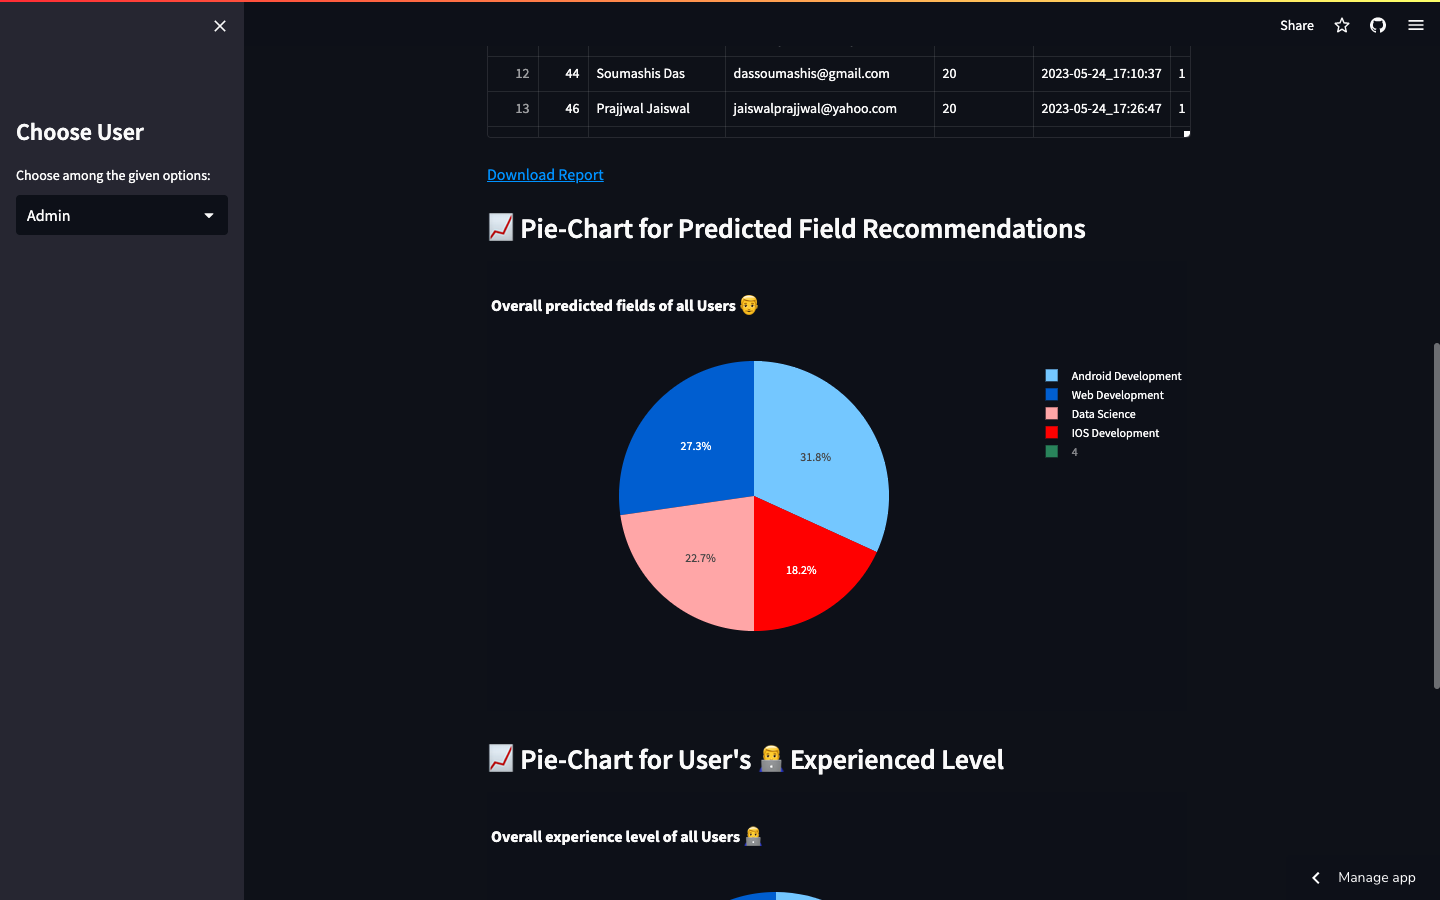 Share
Choose User
Choose among the given options:
Admin
12 44 Soumashis Das dassoumashis@gmail.com 20 2023-05-24_17:10:37 1
13 46 Prajjwal Jaiswal jaiswalprajjwal@yahoo.com 20 2023-05-24_17:26:47 1
Download Report
📈 Pie-Chart for Predicted Field Recommendations
Overall predicted fields of all Users 👨
Android Development
Web Development
Data Science
IOS Development
4
27.3%
31.8%
22.7%
18.2%
📈 Pie-Chart for User's 👨‍💻 Experienced Level
Overall experience level of all Users 👨‍💻
Manage app